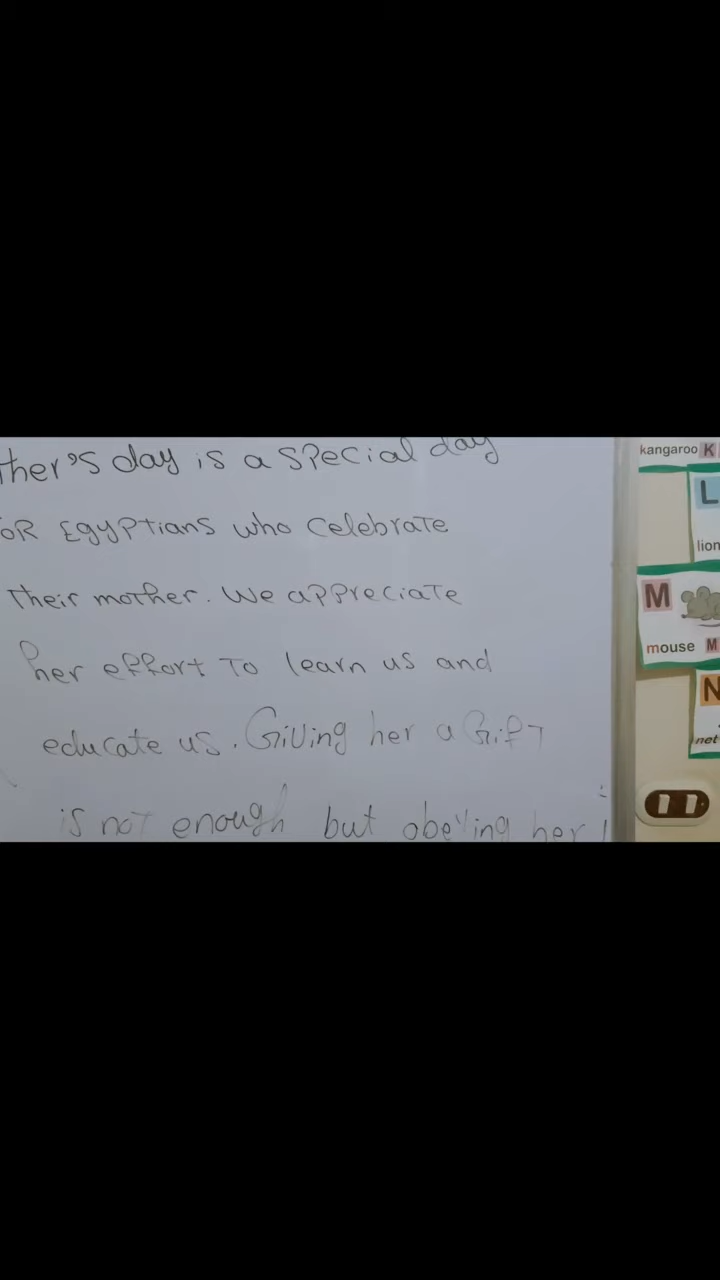 ther's day is a special day
for Egyptians who celebrate
their mother. We appreciate
her effort to learn us and
educate us. Giving her a Gift
is not enough but obeying her
kangaroo K
L
lion
M
mouse M
N
net